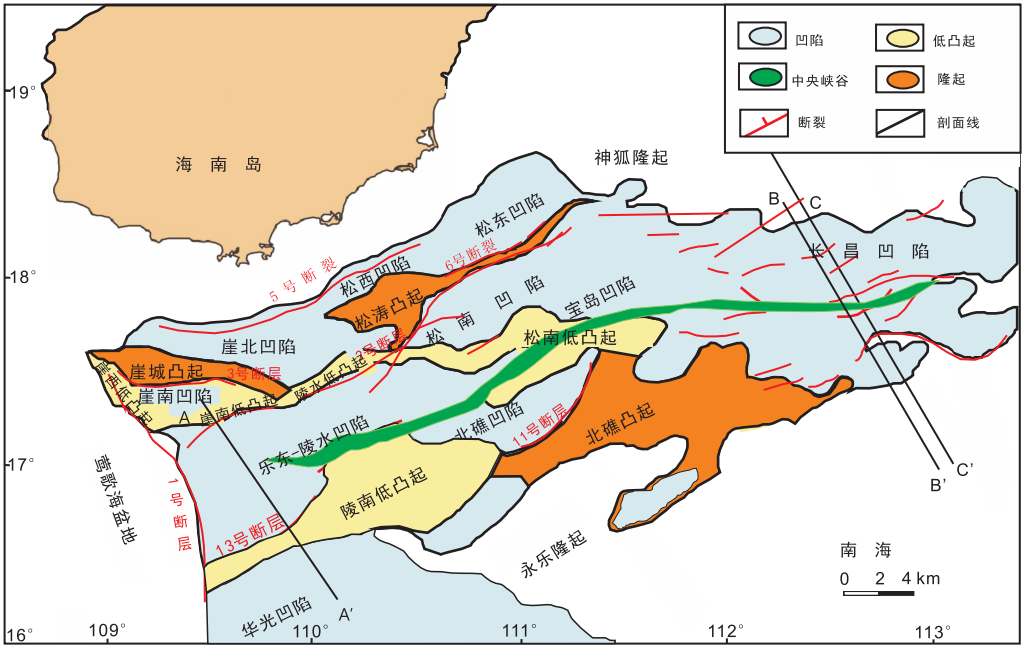 凹陷
低凸起
中央峡谷
隆起
断裂
剖面线
19°
海 南 岛
神狐隆起
B
C
松东凹陷
长 昌 凹 陷
6号断裂
18°
5号断裂
松西凹陷
松涛凸起
松 南 凹 陷
宝岛凹陷
松南低凸起
2号断层
崖北凹陷
崖城凸起
3号断层
陵水低凸起
崖南凹陷
崖南低凸起
A
崖南低凸起
乐东-陵水凹陷
北礁凹陷
11号断层
北礁凸起
17°
莺歌海盆地
1号断层
陵南低凸起
13号断层
C'
B'
永乐隆起
南 海
0 2 4 km
华光凹陷
A'
16°
109°
110°
111°
112°
113°